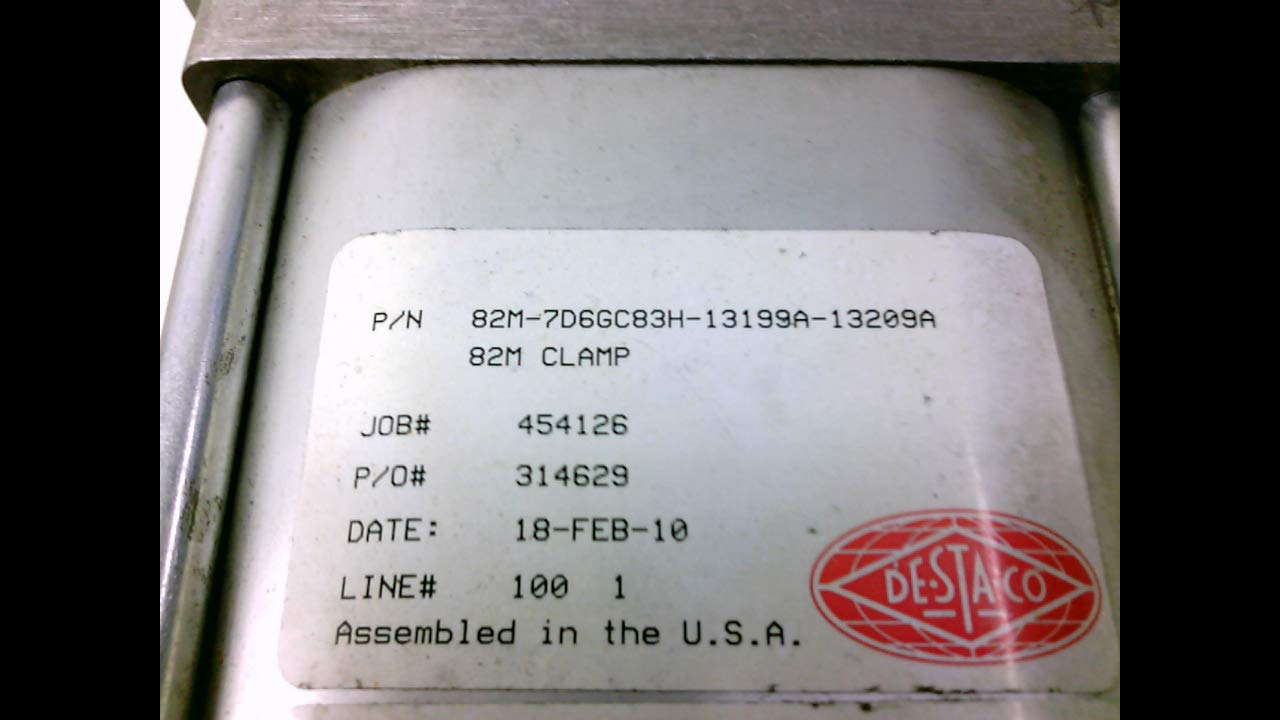 P/N 82M-7D6GC83H-13199A-13209A
82M CLAMP
JOB# 454126
P/O# 314629
DATE: 18-FEB-10
LINE# 100 1
Assembled in the U.S.A.
DE-STA-CO